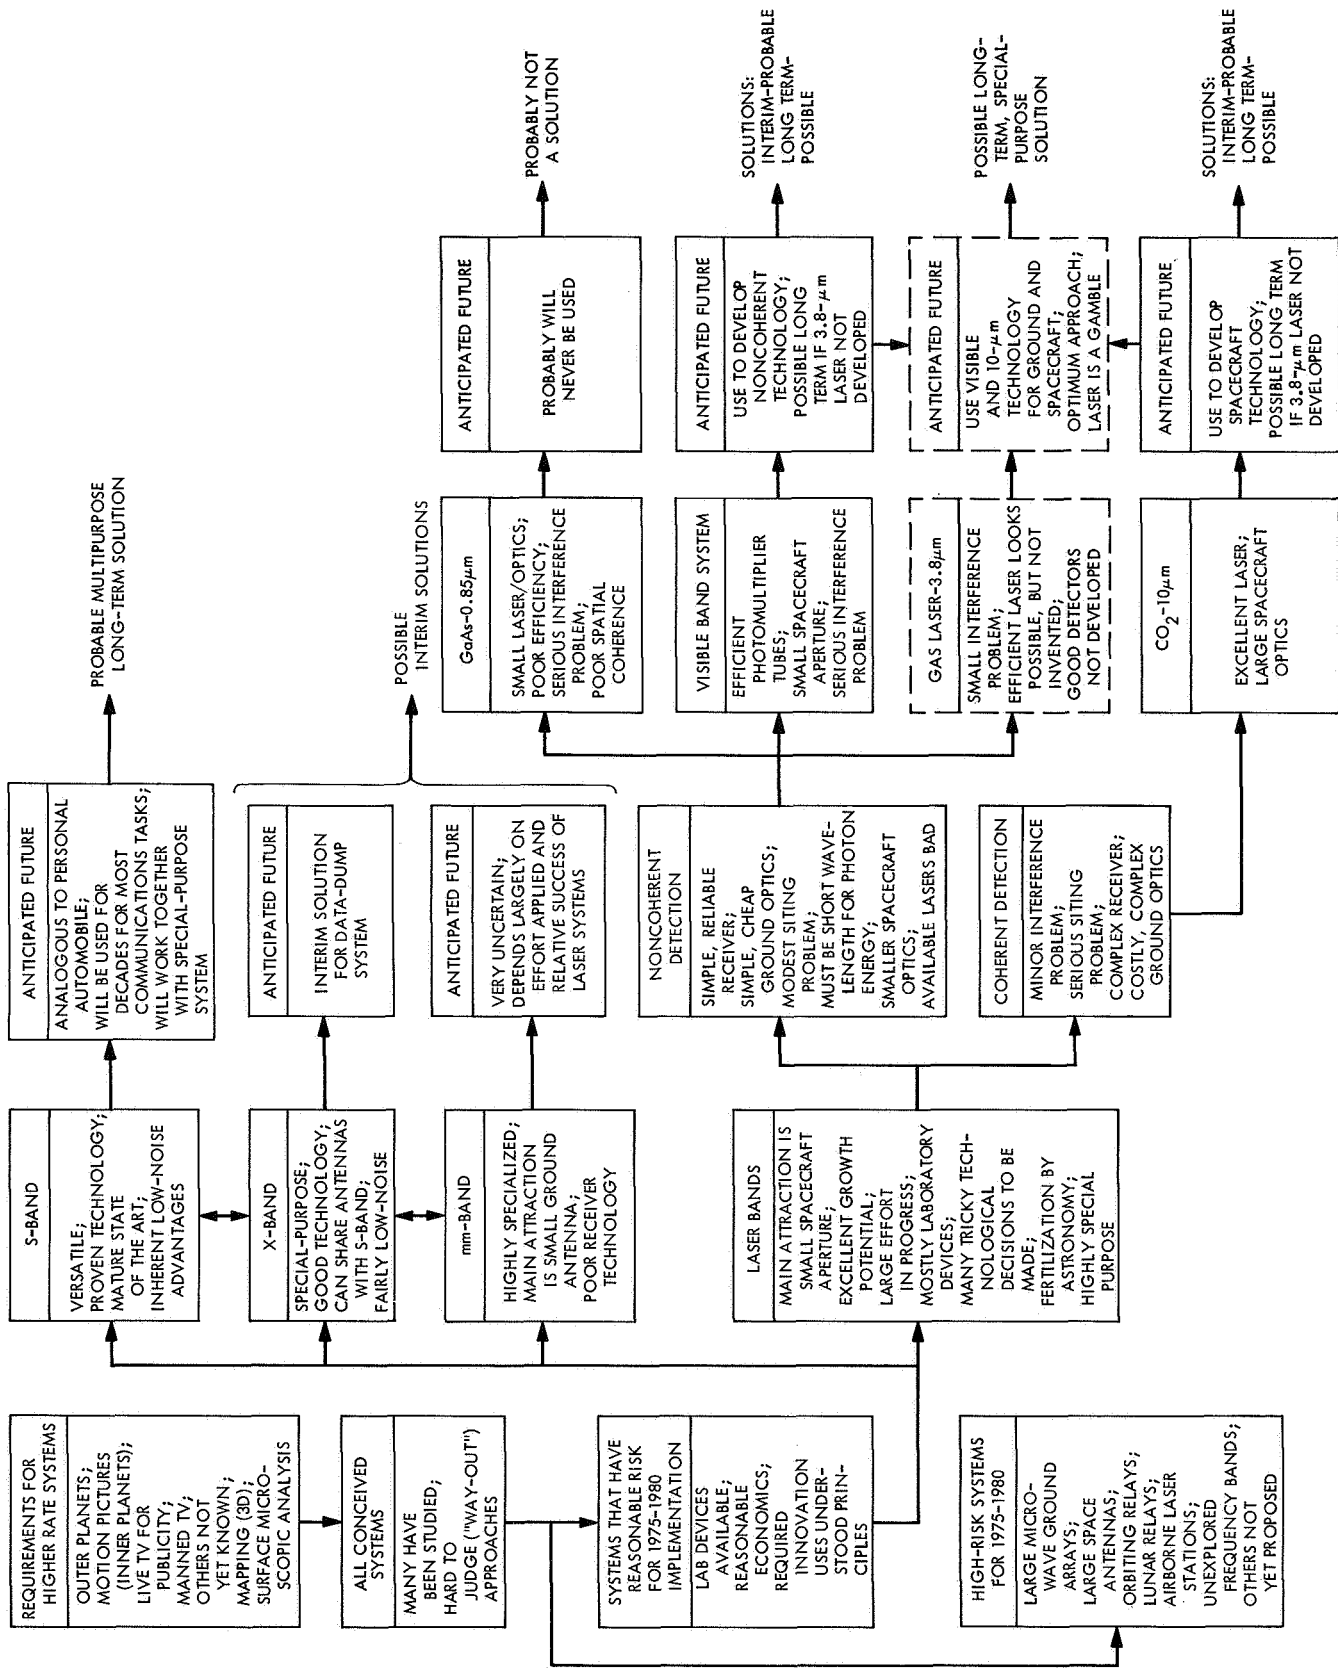 REQUIREMENTS FOR
HIGHER RATE SYSTEMS
OUTER PLANETS;
MOTION PICTURES
(INNER PLANETS);
LIVE TV FOR
PUBLICITY;
MANNED TV;
OTHERS NOT
YET KNOWN;
MAPPING (3D);
SURFACE MICRO-
SCOPIC ANALYSIS
ALL CONCEIVED
SYSTEMS
MANY HAVE
BEEN STUDIED;
HARD TO
JUDGE ("WAY-OUT")
APPROACHES
SYSTEMS THAT HAVE
REASONABLE RISK
FOR 1975-1980
IMPLEMENTATION
LAB DEVICES
AVAILABLE;
REASONABLE
ECONOMICS;
REQUIRED
INNOVATION
USES UNDER-
STOOD PRIN-
CIPLES
HIGH-RISK SYSTEMS
FOR 1975-1980
LARGE MICRO-
WAVE GROUND
ARRAYS;
LARGE SPACE
ANTENNAS;
ORBITING RELAYS;
LUNAR RELAYS;
AIRBORNE LASER
STATIONS;
UNEXPLORED
FREQUENCY BANDS;
OTHERS NOT
YET PROPOSED
S-BAND
VERSATILE;
PROVEN TECHNOLOGY;
MATURE STATE
OF THE ART;
INHERENT LOW-NOISE
ADVANTAGES
X-BAND
SPECIAL-PURPOSE;
GOOD TECHNOLOGY;
CAN SHARE ANTENNAS
WITH S-BAND;
FAIRLY LOW-NOISE
mm-BAND
HIGHLY SPECIALIZED;
MAIN ATTRACTION
IS SMALL GROUND
ANTENNA;
POOR RECEIVER
TECHNOLOGY
LASER BANDS
MAIN ATTRACTION IS
SMALL SPACECRAFT
APERTURE;
EXCELLENT GROWTH
POTENTIAL;
LARGE EFFORT
IN PROGRESS;
MOSTLY LABORATORY
DEVICES;
MANY TRICKY TECH-
NOLOGICAL
DECISIONS TO BE
MADE;
FERTILIZATION BY
ASTRONOMY;
HIGHLY SPECIAL
PURPOSE
ANTICIPATED FUTURE
ANALOGOUS TO PERSONAL
AUTOMOBILE;
WILL BE USED FOR
DECADES FOR MOST
COMMUNICATIONS TASKS;
WILL WORK TOGETHER
WITH SPECIAL-PURPOSE
SYSTEM
ANTICIPATED FUTURE
INTERIM SOLUTION
FOR DATA-DUMP
SYSTEM
ANTICIPATED FUTURE
VERY UNCERTAIN;
DEPENDS LARGELY ON
EFFORT APPLIED AND
RELATIVE SUCCESS OF
LASER SYSTEMS
NONCOHERENT
DETECTION
SIMPLE, RELIABLE
RECEIVER;
SIMPLE, CHEAP
GROUND OPTICS;
MODEST SITING
PROBLEM;
MUST BE SHORT WAVE-
LENGTH FOR PHOTON
ENERGY;
SMALLER SPACECRAFT
OPTICS;
AVAILABLE LASERS BAD
COHERENT DETECTION
MINOR INTERFERENCE
PROBLEM;
SERIOUS SITING
PROBLEM;
COMPLEX RECEIVER;
COSTLY, COMPLEX
GROUND OPTICS
PROBABLE MULTIPURPOSE
LONG-TERM SOLUTION
POSSIBLE
INTERIM SOLUTIONS
GaAs-0.85μm
SMALL LASER/OPTICS;
POOR EFFICIENCY;
SERIOUS INTERFERENCE
PROBLEM;
POOR SPATIAL
COHERENCE
VISIBLE BAND SYSTEM
EFFICIENT
PHOTOMULTIPLIER
TUBES;
SMALL SPACECRAFT
APERTURE;
SERIOUS INTERFERENCE
PROBLEM
GAS LASER-3.8μm
SMALL INTERFERENCE
PROBLEM;
EFFICIENT LASER LOOKS
POSSIBLE, BUT NOT
INVENTED;
GOOD DETECTORS
NOT DEVELOPED
CO2-10μm
EXCELLENT LASER;
LARGE SPACECRAFT
OPTICS
ANTICIPATED FUTURE
PROBABLY WILL
NEVER BE USED
ANTICIPATED FUTURE
USE TO DEVELOP
NONCOHERENT
TECHNOLOGY;
POSSIBLE LONG
TERM IF 3.8-μm
LASER NOT
DEVELOPED
ANTICIPATED FUTURE
USE VISIBLE
AND 10-μm
TECHNOLOGY
FOR GROUND AND
SPACECRAFT;
OPTIMUM APPROACH;
LASER IS A GAMBLE
ANTICIPATED FUTURE
USE TO DEVELOP
SPACECRAFT
TECHNOLOGY;
POSSIBLE LONG TERM
IF 3.8-μm LASER NOT
DEVELOPED
PROBABLY NOT
A SOLUTION
SOLUTIONS:
INTERIM-PROBABLE
LONG TERM-
POSSIBLE
POSSIBLE LONG-
TERM, SPECIAL-
PURPOSE
SOLUTION
SOLUTIONS:
INTERIM-PROBABLE
LONG TERM-
POSSIBLE